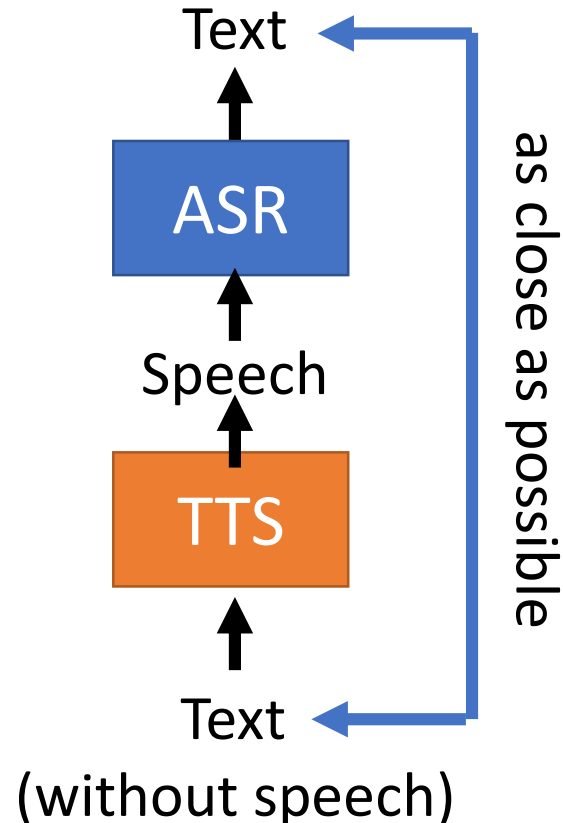 Text
ASR
Speech
TTS
Text
(without speech)
as close as possible